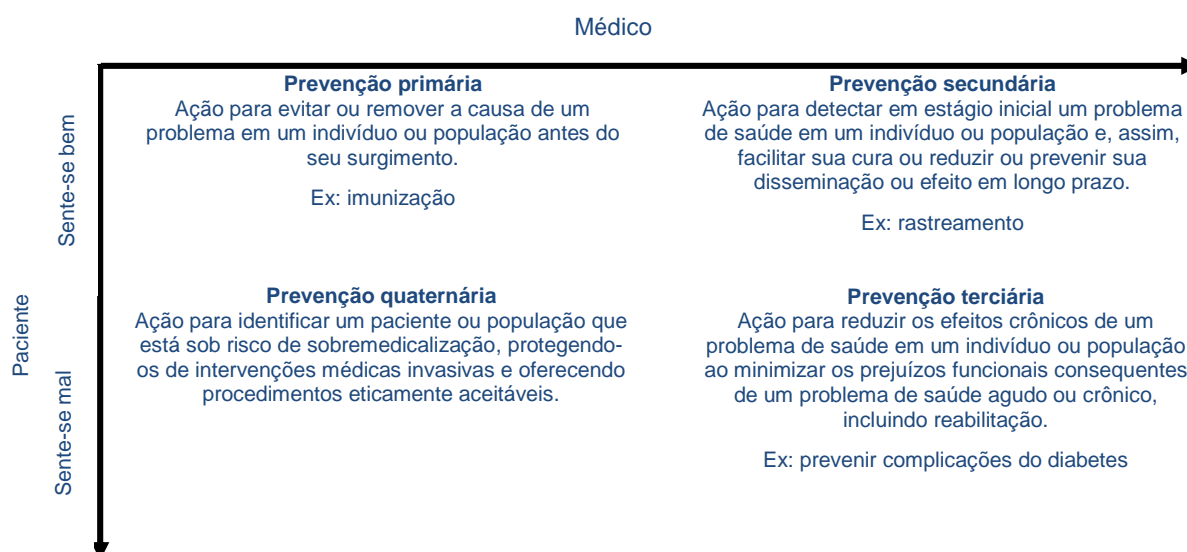 Médico
Prevenção primária
Ação para evitar ou remover a causa de um
problema em um indivíduo ou população antes do
seu surgimento.
Ex: imunização
Prevenção secundária
Ação para detectar em estágio inicial um problema
de saúde em um indivíduo ou população e, assim,
facilitar sua cura ou reduzir ou prevenir sua
disseminação ou efeito em longo prazo.
Ex: rastreamento
Sente-se bem
Paciente
Sente-se mal
Prevenção quaternária
Ação para identificar um paciente ou população que
está sob risco de sobremedicalização, protegendo-
os de intervenções médicas invasivas e oferecendo
procedimentos eticamente aceitáveis.
Prevenção terciária
Ação para reduzir os efeitos crônicos de um
problema de saúde em um indivíduo ou população
ao minimizar os prejuízos funcionais consequentes
de um problema de saúde agudo ou crônico,
incluindo reabilitação.
Ex: prevenir complicações do diabetes